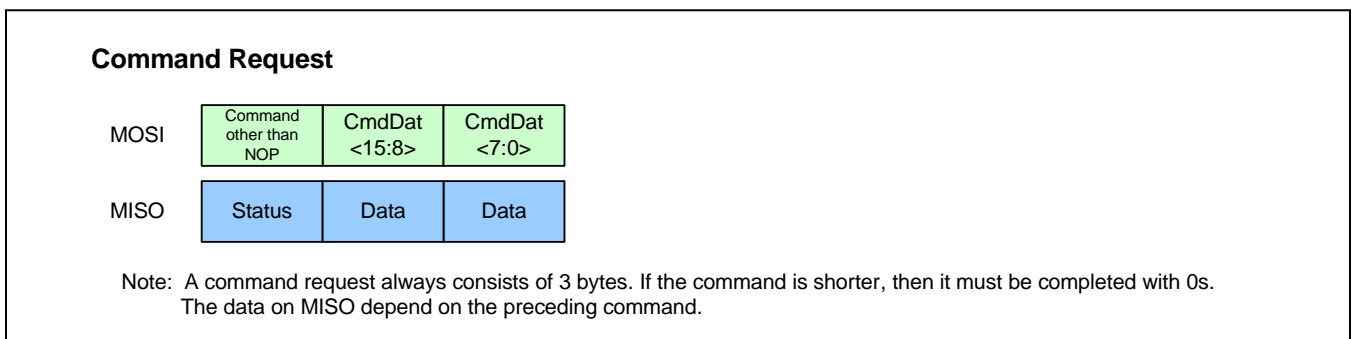 Command Request
MOSI
Command
other than
NOP
CmdDat
<15:8>
CmdDat
<7:0>
MISO
Status
Data
Data
Note: A command request always consists of 3 bytes. If the command is shorter, then it must be completed with 0s.
The data on MISO depend on the preceding command.